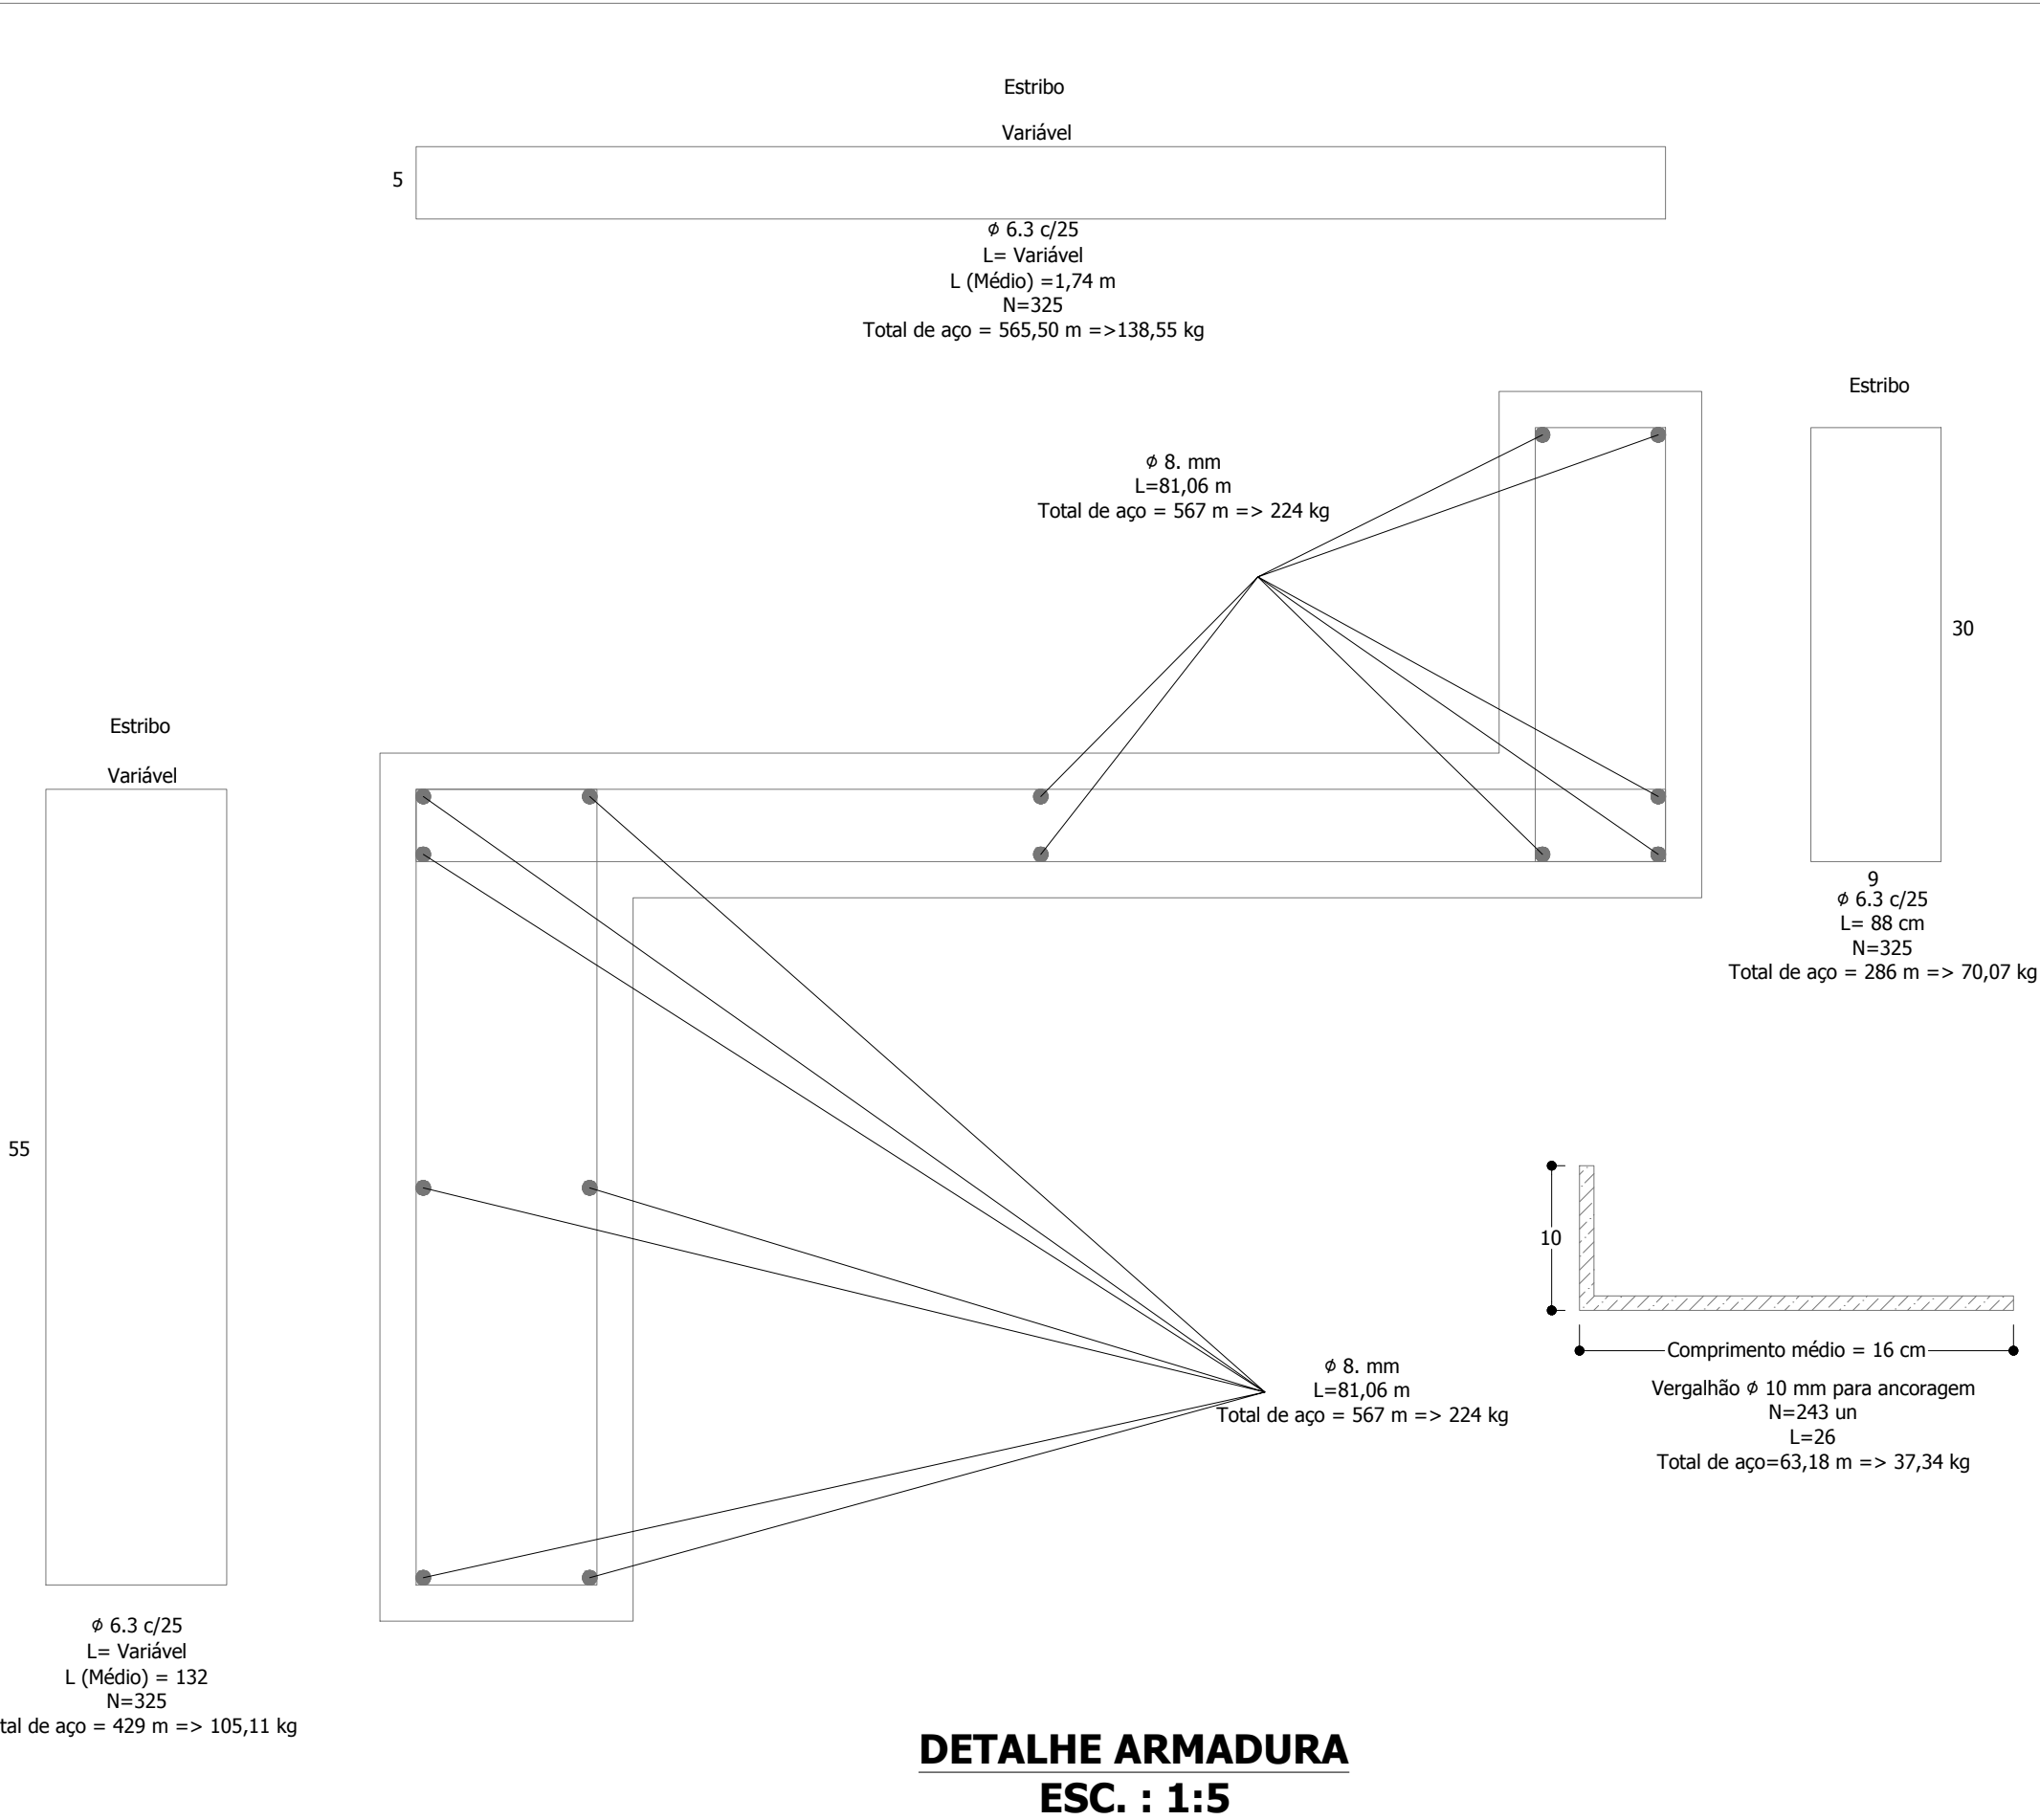 Estribo
Variável
5
∅ 6.3 c/25
L= Variável
L (Médio) =1,74 m
N=325
Total de aço = 565,50 m =>138,55 kg
Estribo
∅ 8. mm
L=81,06 m
Total de aço = 567 m => 224 kg
30
9
∅ 6.3 c/25
L= 88 cm
N=325
Total de aço = 286 m => 70,07 kg
Estribo
Variável
55
∅ 6.3 c/25
L= Variável
L (Médio) = 132
N=325
tal de aço = 429 m => 105,11 kg
∅ 8. mm
L=81,06 m
Total de aço = 567 m => 224 kg
10
Comprimento médio = 16 cm
Vergalhão ∅ 10 mm para ancoragem
N=243 un
L=26
Total de aço=63,18 m => 37,34 kg
DETALHE ARMADURA
ESC. : 1:5